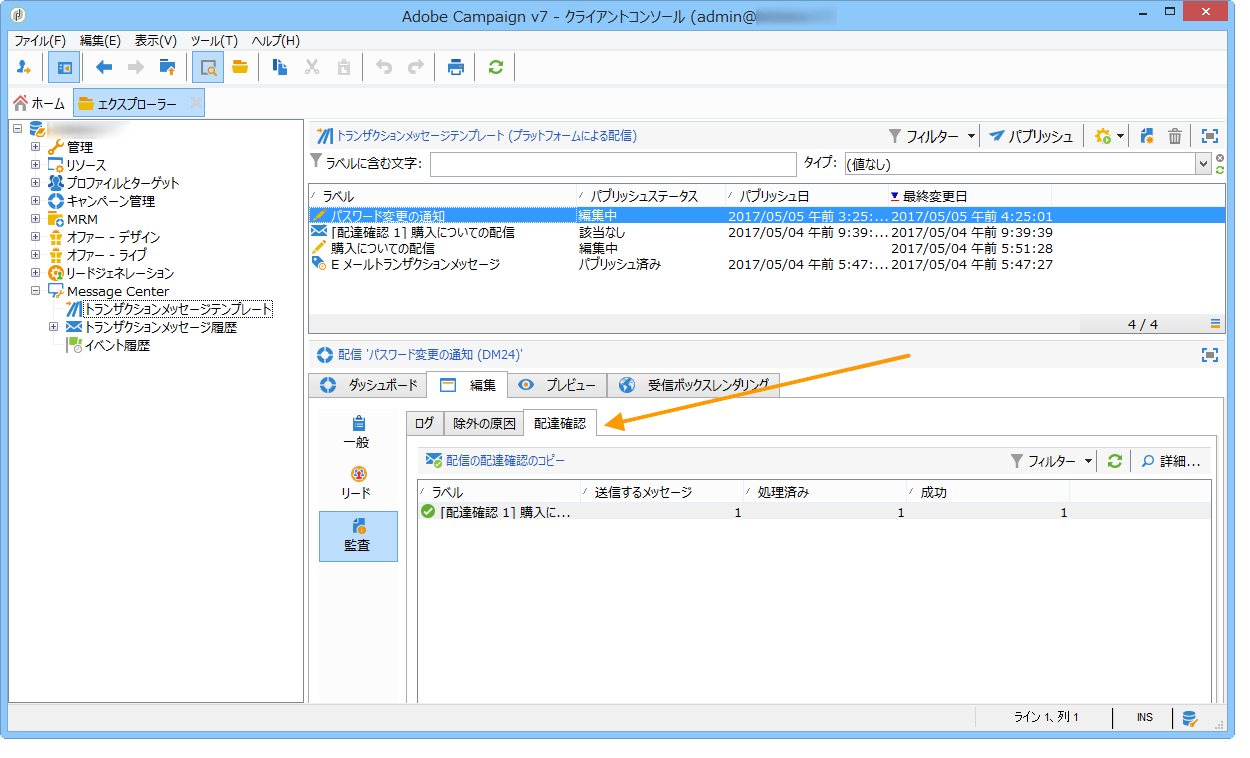 Adobe Campaign v7 - クライアントコンソール (admin@
ファイル(F) 編集(E) 表示(V) ツール(T) ヘルプ(H)
ホーム エクスプローラー
管理
リソース
プロファイルとターゲット
キャンペーン管理
MRM
オファー - デザイン
オファー - ライブ
リードジェネレーション
Message Center
トランザクションメッセージテンプレート
トランザクションメッセージ履歴
イベント履歴
トランザクションメッセージテンプレート (プラットフォームによる配信) フィルター パブリッシュ
ラベルに含む文字: タイプ: (値なし)
ラベル パブリッシュステータス パブリッシュ日 最終変更日
パスワード変更の通知 編集中 2017/05/05 午前 3:25:... 2017/05/05 午前 4:25:01
[配達確認 1] 購入についての配信 該当なし 2017/05/04 午前 9:39:... 2017/05/04 午前 9:39:39
購入についての配信 編集中 2017/05/04 午前 5:51:28
E メールトランザクションメッセージ パブリッシュ済み 2017/05/04 午前 5:47:... 2017/05/04 午前 5:47:27
4 / 4
配信 'パスワード変更の通知 (DM24)'
ダッシュボード 編集 プレビュー 受信ボックスレンダリング
一般
リード
監査
ログ 除外の原因 配達確認
配信の配達確認のコピー フィルター 詳細...
ラベル 送信するメッセージ 処理済み 成功
[配達確認 1] 購入に... 1 1 1
ライン 1、列 1 INS